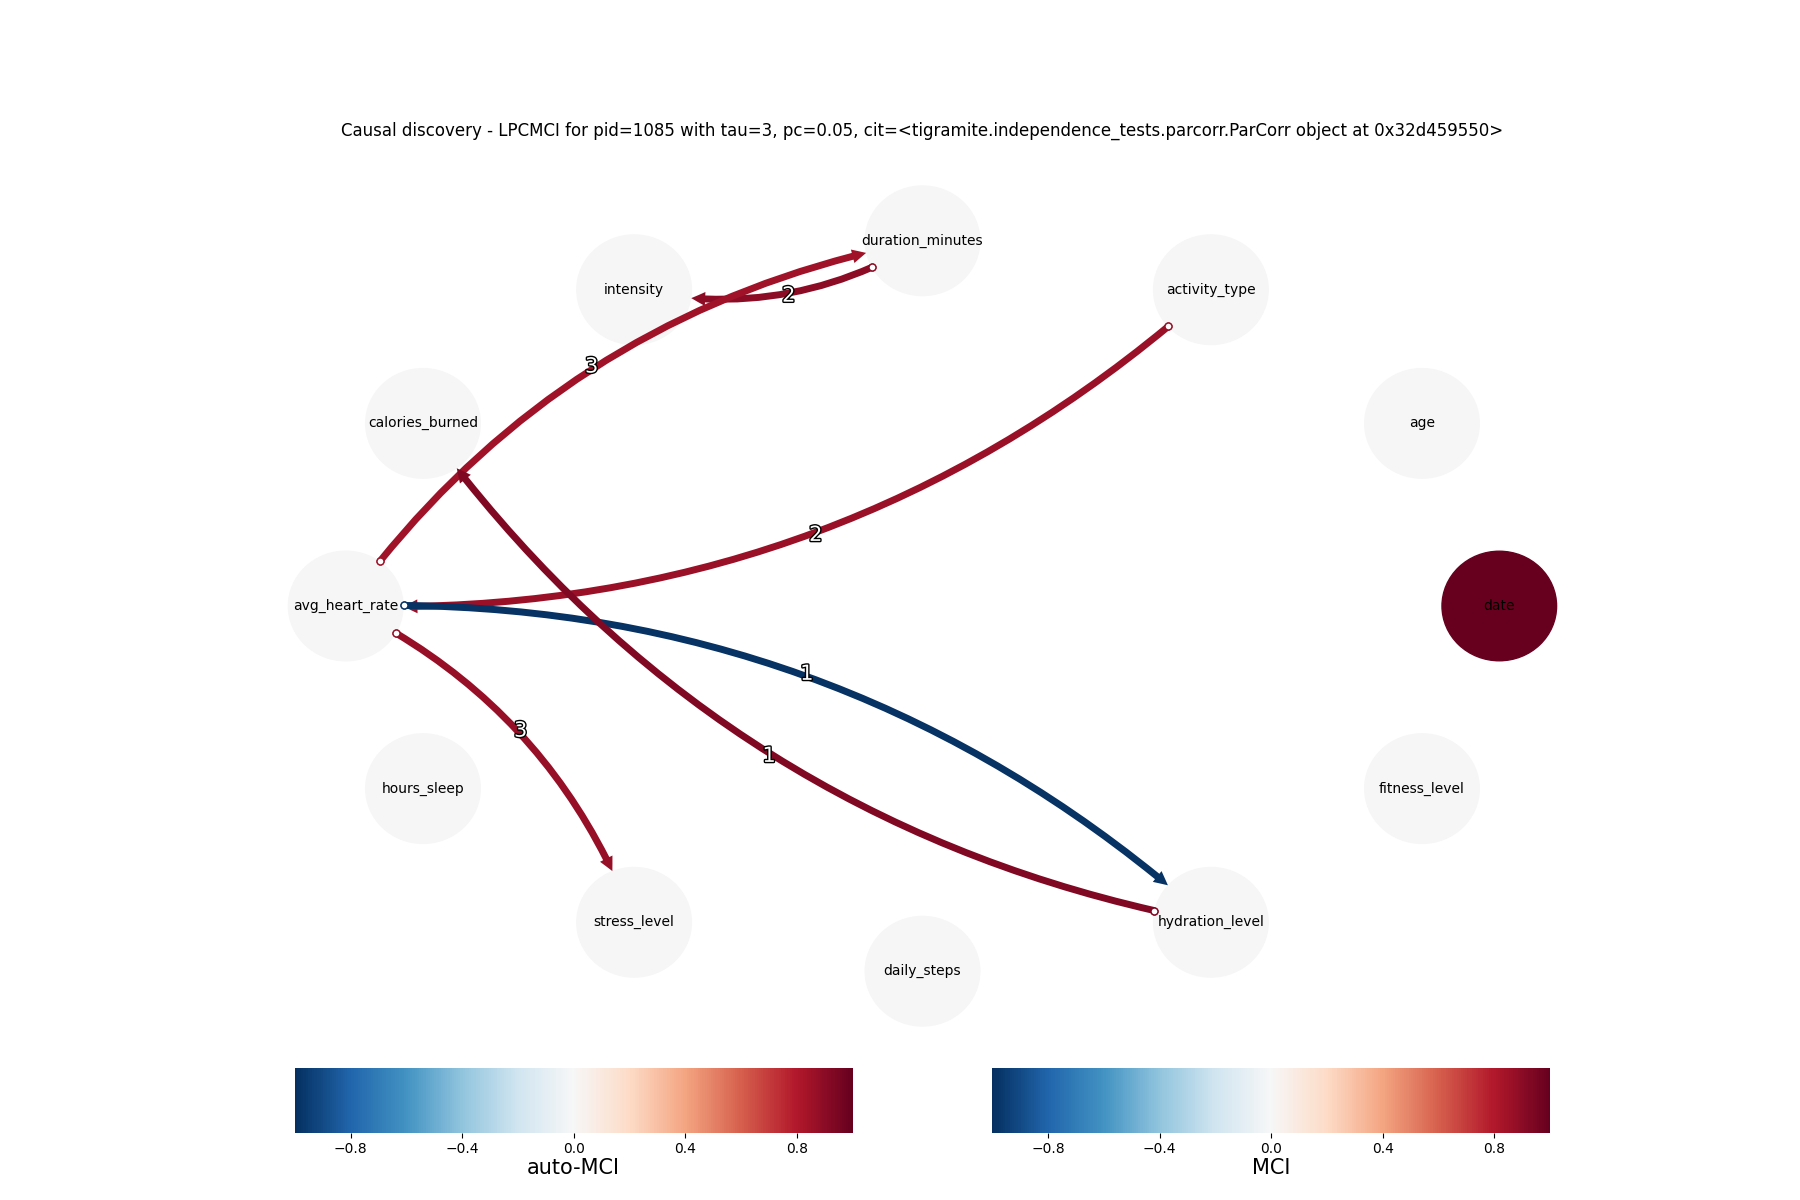 Causal discovery - LPCMCI for pid=1085 with tau=3, pc=0.05, cit=<tigramite.independence_tests.parcorr.ParCorr object at 0x32d459550>
duration_minutes
intensity
activity_type
2
3
calories_burned
age
2
avg_heart_rate
date
1
3
1
hours_sleep
fitness_level
stress_level
hydration_level
daily_steps
−0.8 −0.4 0.0 0.4 0.8
auto-MCI
−0.8 −0.4 0.0 0.4 0.8
MCI